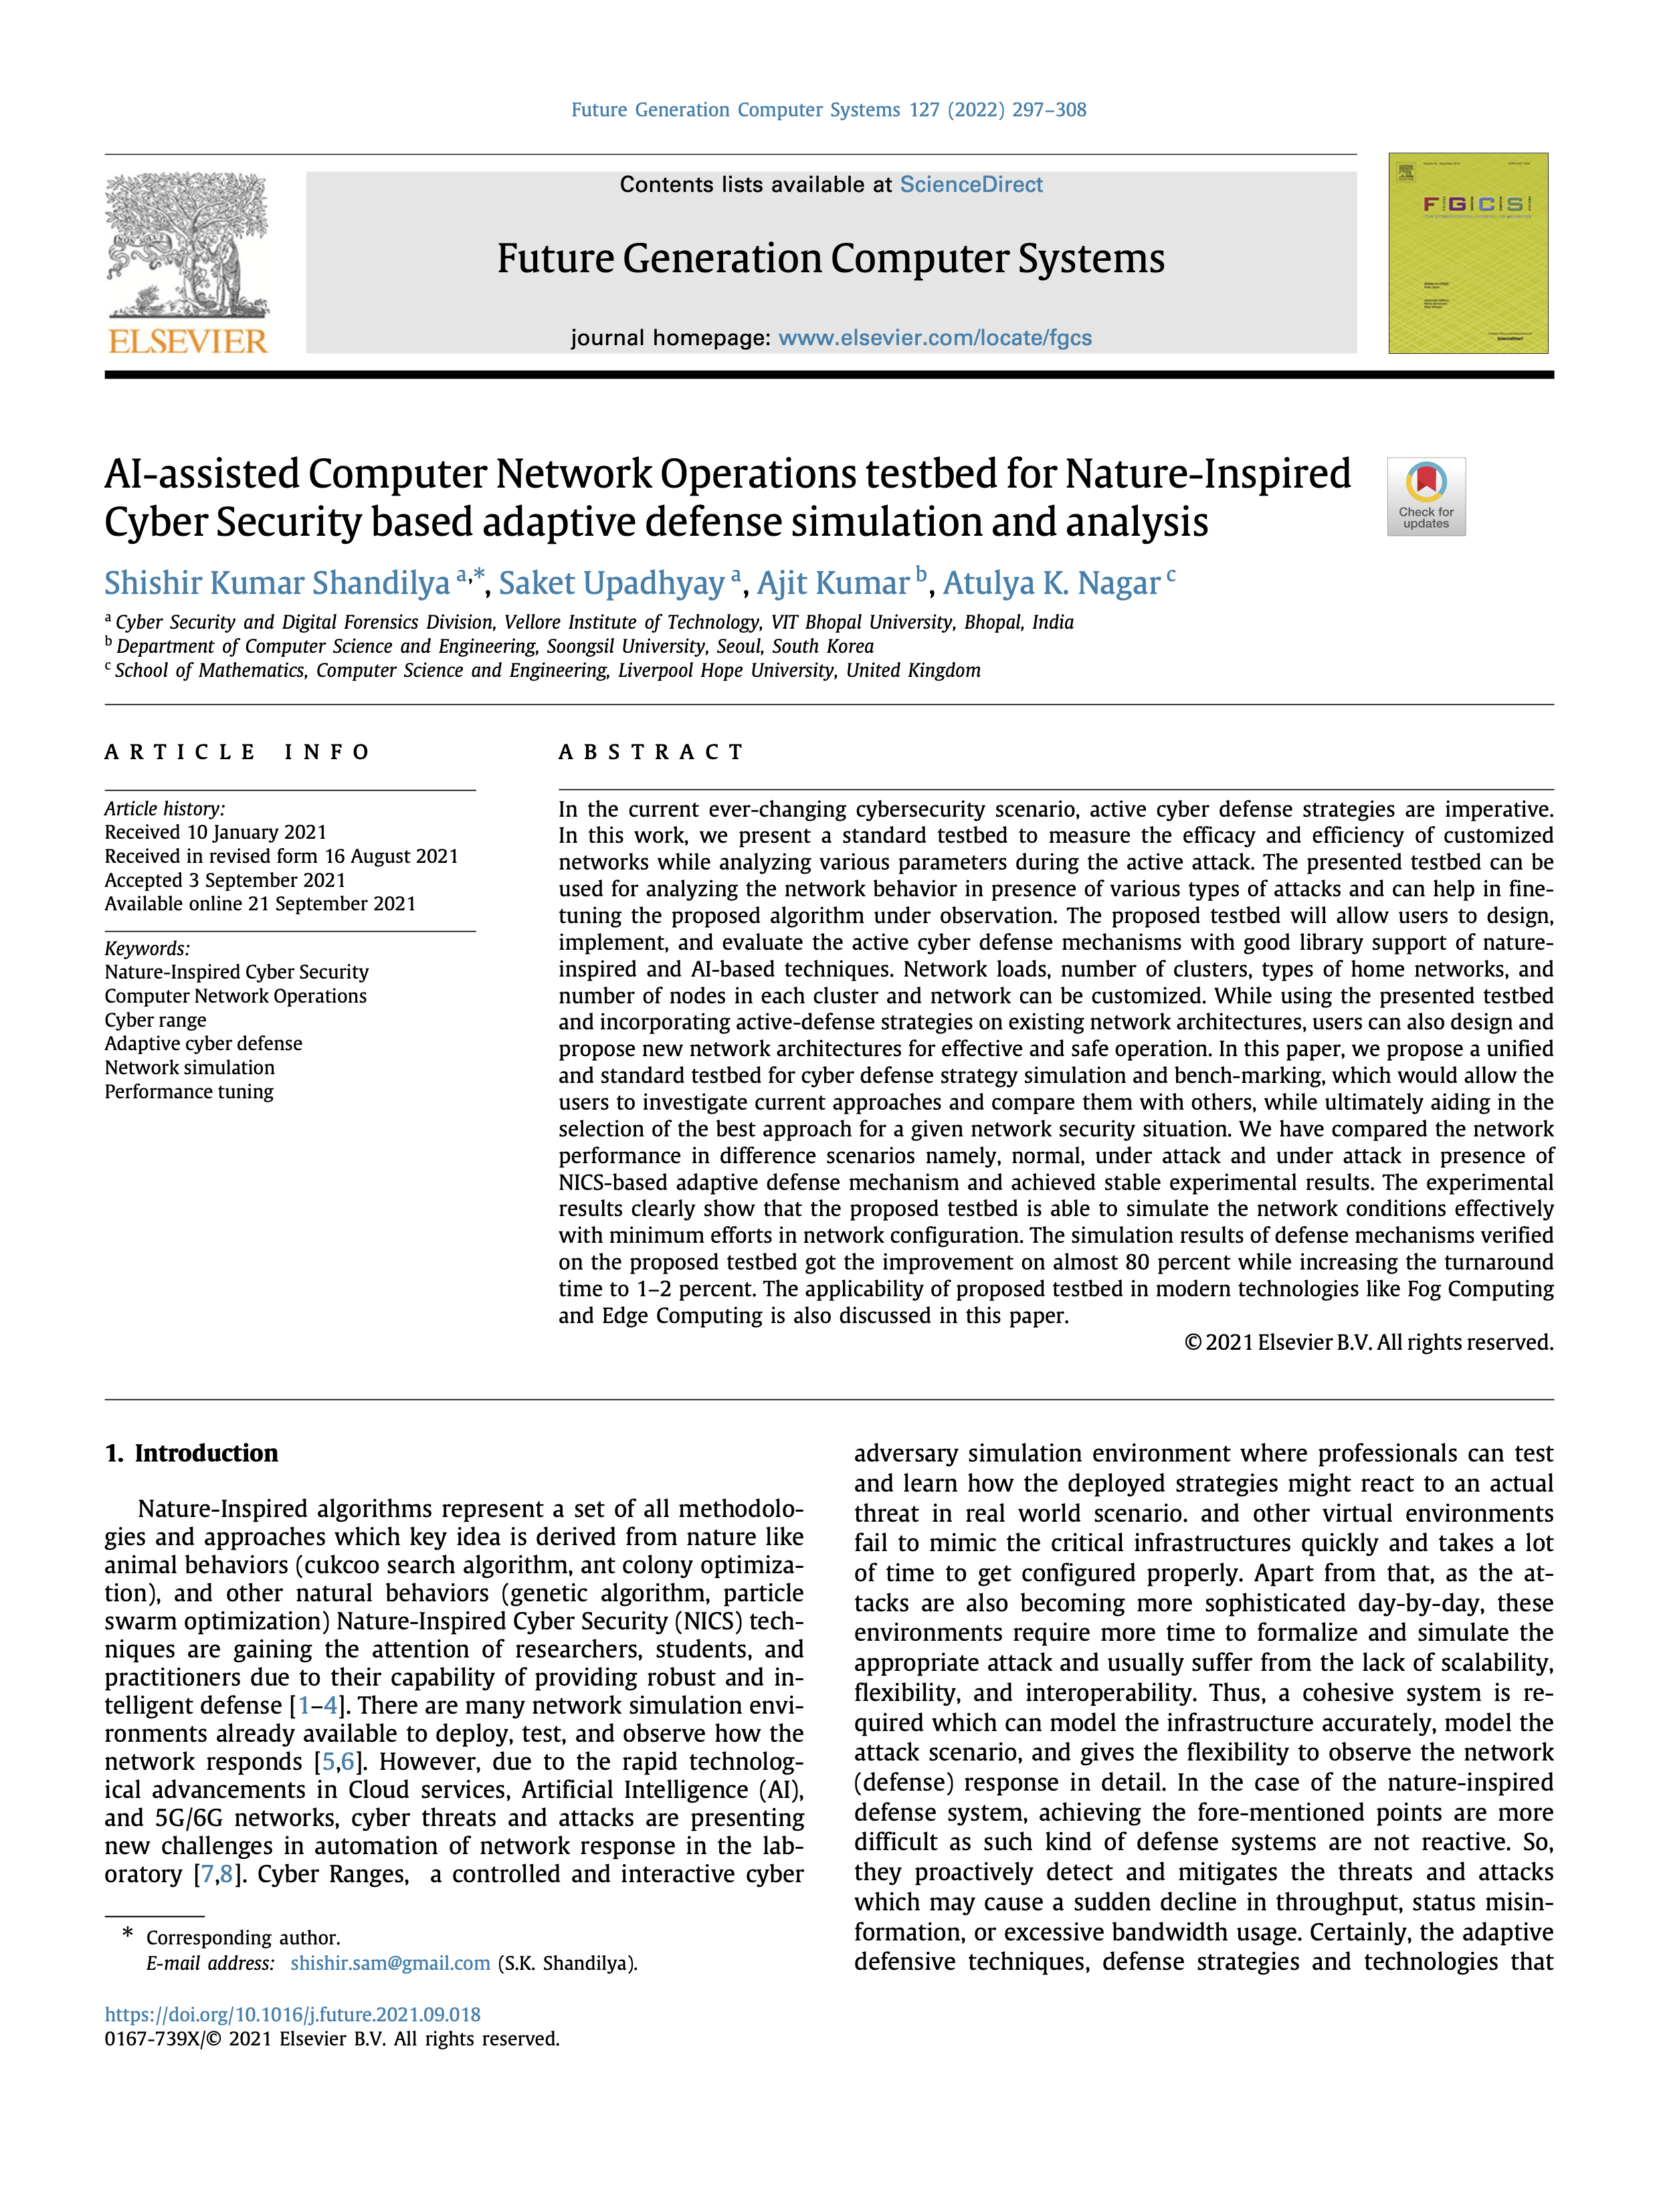 Future Generation Computer Systems 127 (2022) 297–308
Contents lists available at ScienceDirect
Future Generation Computer Systems
journal homepage: www.elsevier.com/locate/fgcs
ELSEVIER
FGCS
AI-assisted Computer Network Operations testbed for Nature-Inspired
Cyber Security based adaptive defense simulation and analysis
Check for
updates
Shishir Kumar Shandilya a,*, Saket Upadhyay a, Ajit Kumar b, Atulya K. Nagar c
a Cyber Security and Digital Forensics Division, Vellore Institute of Technology, VIT Bhopal University, Bhopal, India
b Department of Computer Science and Engineering, Soongsil University, Seoul, South Korea
c School of Mathematics, Computer Science and Engineering, Liverpool Hope University, United Kingdom
ARTICLE INFO
Article history:
Received 10 January 2021
Received in revised form 16 August 2021
Accepted 3 September 2021
Available online 21 September 2021
Keywords:
Nature-Inspired Cyber Security
Computer Network Operations
Cyber range
Adaptive cyber defense
Network simulation
Performance tuning
ABSTRACT
In the current ever-changing cybersecurity scenario, active cyber defense strategies are imperative.
In this work, we present a standard testbed to measure the efficacy and efficiency of customized
networks while analyzing various parameters during the active attack. The presented testbed can be
used for analyzing the network behavior in presence of various types of attacks and can help in fine-
tuning the proposed algorithm under observation. The proposed testbed will allow users to design,
implement, and evaluate the active cyber defense mechanisms with good library support of nature-
inspired and AI-based techniques. Network loads, number of clusters, types of home networks, and
number of nodes in each cluster and network can be customized. While using the presented testbed
and incorporating active-defense strategies on existing network architectures, users can also design and
propose new network architectures for effective and safe operation. In this paper, we propose a unified
and standard testbed for cyber defense strategy simulation and bench-marking, which would allow the
users to investigate current approaches and compare them with others, while ultimately aiding in the
selection of the best approach for a given network security situation. We have compared the network
performance in difference scenarios namely, normal, under attack and under attack in presence of
NICS-based adaptive defense mechanism and achieved stable experimental results. The experimental
results clearly show that the proposed testbed is able to simulate the network conditions effectively
with minimum efforts in network configuration. The simulation results of defense mechanisms verified
on the proposed testbed got the improvement on almost 80 percent while increasing the turnaround
time to 1–2 percent. The applicability of proposed testbed in modern technologies like Fog Computing
and Edge Computing is also discussed in this paper.
© 2021 Elsevier B.V. All rights reserved.
1. Introduction
Nature-Inspired algorithms represent a set of all methodolo-
gies and approaches which key idea is derived from nature like
animal behaviors (cukcoo search algorithm, ant colony optimiza-
tion), and other natural behaviors (genetic algorithm, particle
swarm optimization) Nature-Inspired Cyber Security (NICS) tech-
niques are gaining the attention of researchers, students, and
practitioners due to their capability of providing robust and in-
telligent defense [1–4]. There are many network simulation envi-
ronments already available to deploy, test, and observe how the
network responds [5,6]. However, due to the rapid technolog-
ical advancements in Cloud services, Artificial Intelligence (AI),
and 5G/6G networks, cyber threats and attacks are presenting
new challenges in automation of network response in the lab-
oratory [7,8]. Cyber Ranges, a controlled and interactive cyber
adversary simulation environment where professionals can test
and learn how the deployed strategies might react to an actual
threat in real world scenario. and other virtual environments
fail to mimic the critical infrastructures quickly and takes a lot
of time to get configured properly. Apart from that, as the at-
tacks are also becoming more sophisticated day-by-day, these
environments require more time to formalize and simulate the
appropriate attack and usually suffer from the lack of scalability,
flexibility, and interoperability. Thus, a cohesive system is re-
quired which can model the infrastructure accurately, model the
attack scenario, and gives the flexibility to observe the network
(defense) response in detail. In the case of the nature-inspired
defense system, achieving the fore-mentioned points are more
difficult as such kind of defense systems are not reactive. So,
they proactively detect and mitigates the threats and attacks
which may cause a sudden decline in throughput, status misin-
formation, or excessive bandwidth usage. Certainly, the adaptive
defensive techniques, defense strategies and technologies that
* Corresponding author.
E-mail address: shishir.sam@gmail.com (S.K. Shandilya).
https://doi.org/10.1016/j.future.2021.09.018
0167-739X/© 2021 Elsevier B.V. All rights reserved.